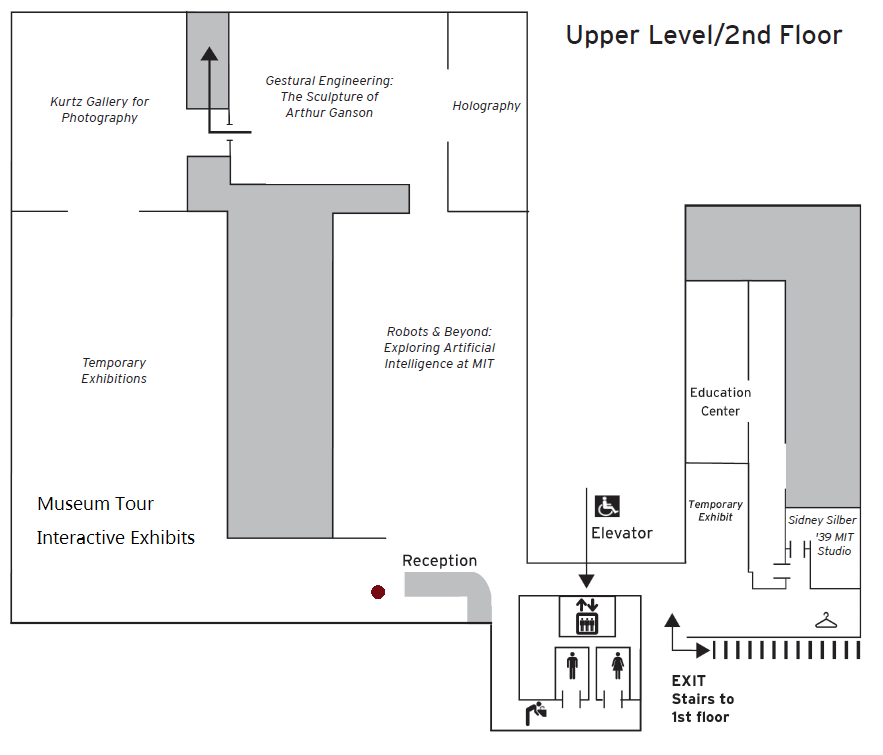 Upper Level/2nd Floor
Kurtz Gallery for
Photography
Gestural Engineering:
The Sculpture of
Arthur Ganson
Holography
Temporary
Exhibitions
Robots & Beyond:
Exploring Artificial
Intelligence at MIT
Education
Center
Temporary
Exhibit
Sidney Silber
'39 MIT
Studio
Museum Tour
Interactive Exhibits
Elevator
Reception
EXIT
Stairs to
1st floor